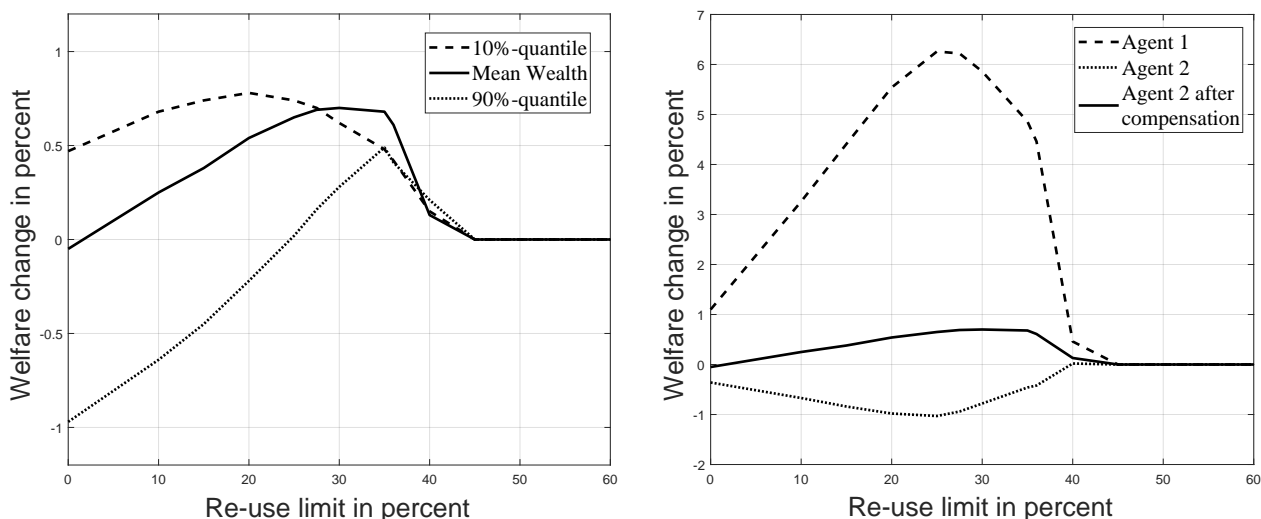 1
0.5
0
-0.5
-1
0
10
20
30
40
50
60
Welfare change in percent
Re-use limit in percent
10%-quantile
Mean Wealth
90%-quantile
7
6
5
4
3
2
1
0
-1
-2
0
10
20
30
40
50
60
Welfare change in percent
Re-use limit in percent
Agent 1
Agent 2
Agent 2 after
compensation